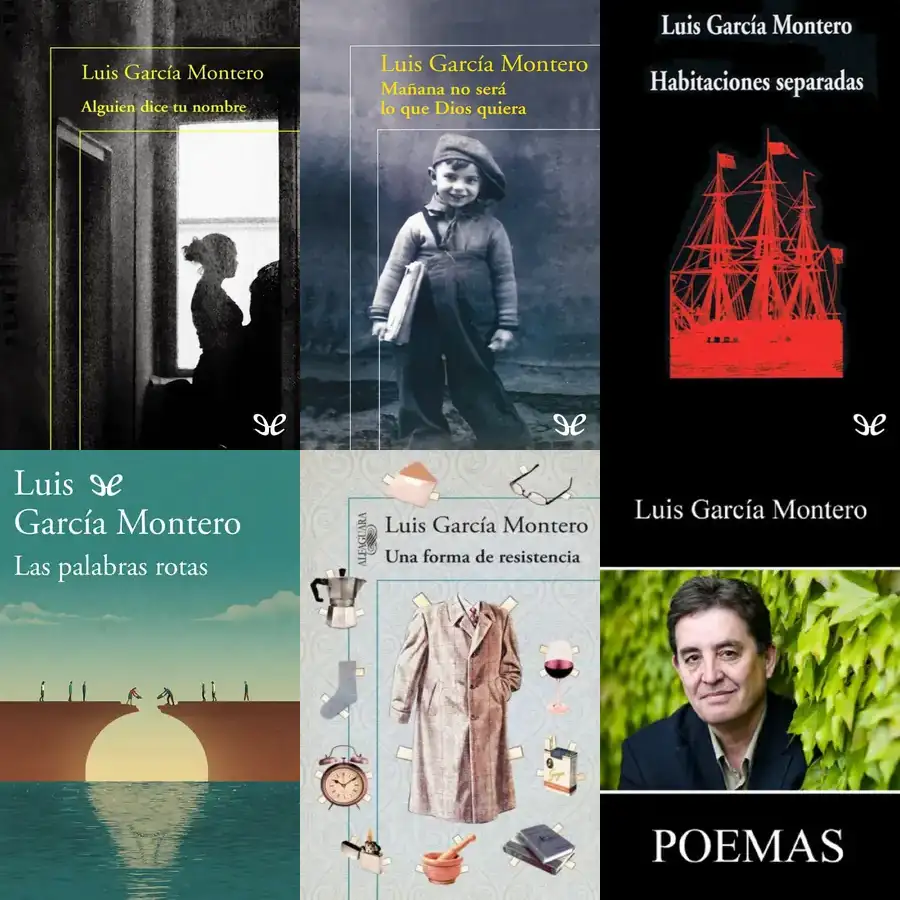 Luis García Montero
Alguien dice tu nombre
Luis García Montero
Mañana no será
lo que Dios quiera
Luis García Montero
Habitaciones separadas
Luis
García Montero
Las palabras rotas
ALFAGUARA
Luis García Montero
Una forma de resistencia
Luis García Montero
POEMAS